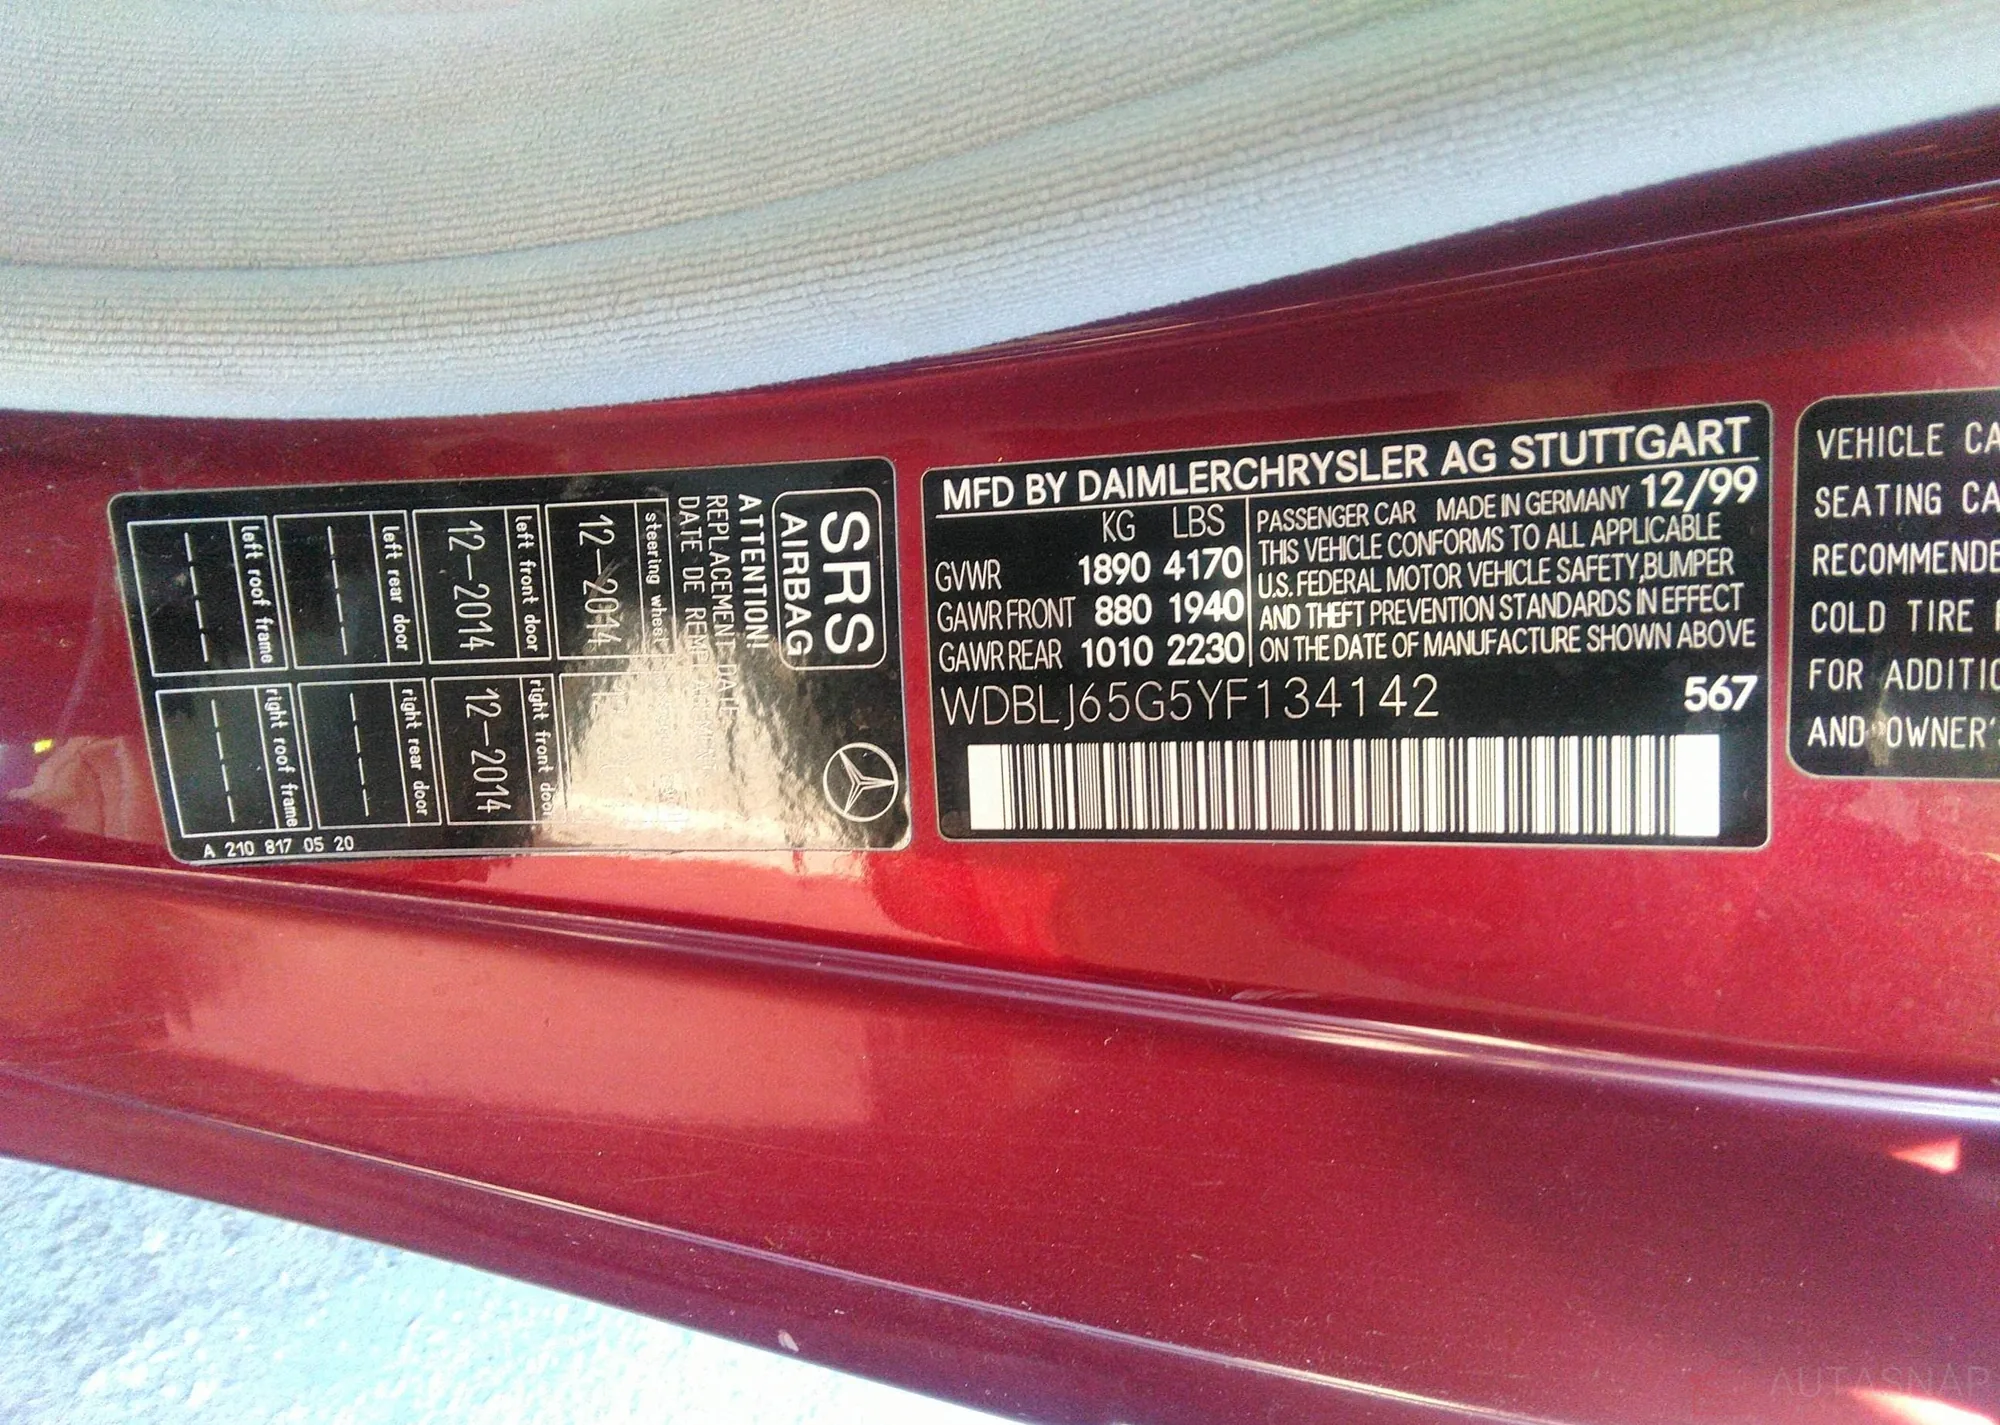 SRS
AIRBAG
ATTENTION!
REPLACEMENT DATE
DATE DE REMPLACEMENT
steering wheel
12-2014
left front door
12-2014
right front door
12-2014
left rear door
----
right rear door
----
left roof frame
----
right roof frame
----
A 210 817 05 20
MFD BY DAIMLERCHRYSLER AG STUTTGART
KG LBS
GVWR 1890 4170
GAWR FRONT 880 1940
GAWR REAR 1010 2230
PASSENGER CAR MADE IN GERMANY 12/99
THIS VEHICLE CONFORMS TO ALL APPLICABLE
U.S. FEDERAL MOTOR VEHICLE SAFETY,BUMPER
AND THEFT PREVENTION STANDARDS IN EFFECT
ON THE DATE OF MANUFACTURE SHOWN ABOVE
WDBLJ65G5YF134142 567
VEHICLE CA
SEATING CA
RECOMMENDE
COLD TIRE
FOR ADDITIO
AND OWNER'
AUTASNAP